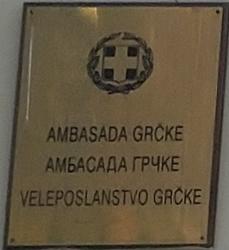 AMBASADA GRČKE
АМБАСАДА ГРЧКЕ
VELEPOSLANSTVO GRČKE